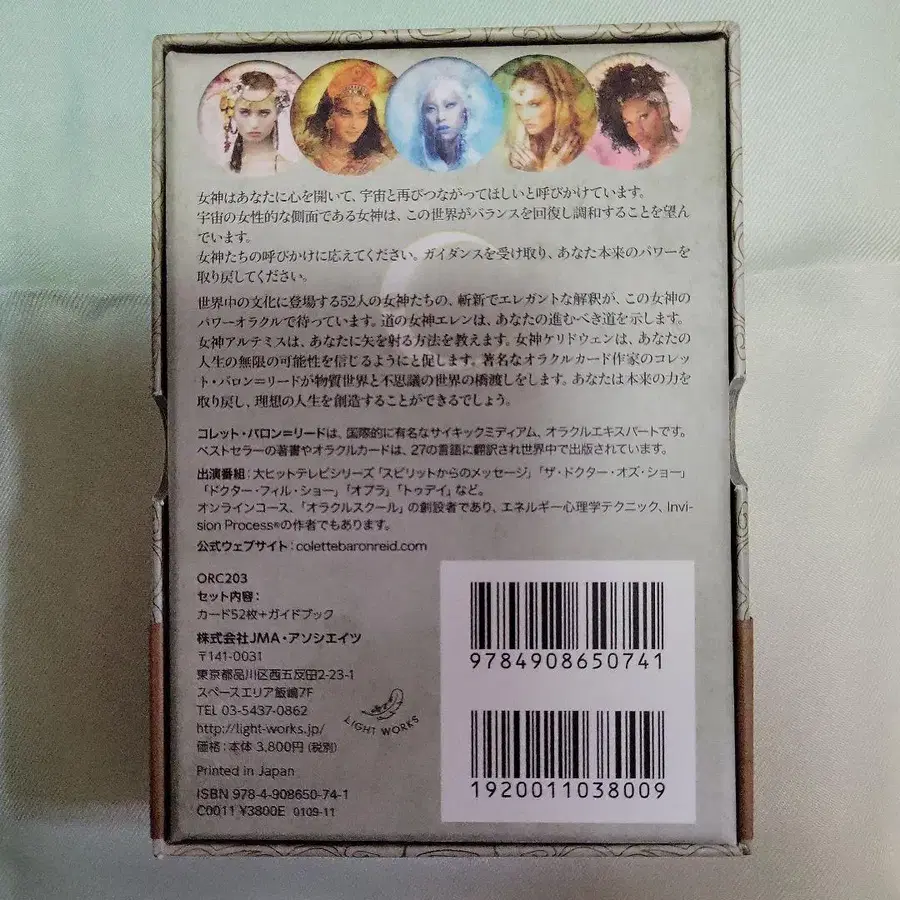 女神はあなたに心を開いて、宇宙と再びつながってほしいと呼びかけています。
宇宙の女性的な側面である女神は、この世界がバランスを回復し調和することを望ん
でいます。
女神たちの呼びかけに応えてください。ガイダンスを受け取り、あなた本来のパワーを
取り戻してください。
世界中の文化に登場する52人の女神たちの、斬新でエレガントな解釈が、この女神の
パワーオラクルで待っています。道の女神エレンは、あなたの進むべき道を示します。
女神アルテミスは、あなたに矢を射る方法を教えます。女神ケリドウェンは、あなたの
人生の無限の可能性を信じるようにと促します。著名なオラクルカード作家のコレッ
ト・バロン=リードが物質世界と不思議の世界の橋渡しをします。あなたは本来の力を
取り戻し、理想の人生を創造することができるでしょう。
コレット・バロン=リードは、国際的に有名なサイキックミディアム、オラクルエキスパートです。
ベストセラーの著書やオラクルカードは、27の言語に翻訳され世界中で出版されています。
出演番組:大ヒットテレビシリーズ「スピリットからのメッセージ」「ザ・ドクター・オズ・ショー」
「ドクター・フィル・ショー」「オプラ」「トゥデイ」など。
オンラインコース、「オラクルスクール」の創設者であり、エネルギー心理学テクニック、Invi-
sion Process®の作者でもあります。
公式ウェブサイト:colettebaronreid.com
ORC203
セット内容:
カード52枚+ガイドブック
株式会社JMA・アソシエイツ
〒141-0031
東京都品川区西五反田2-23-1
スペースエリア飯嶋7F
TEL 03-5437-0862
http://light-works.jp/
価格:本体 3,800円 (税別)
Printed in Japan
ISBN 978-4-908650-74-1
C0011 ¥3800E 0109-11
LIGHT WORKS
9784908650741
1920011038009